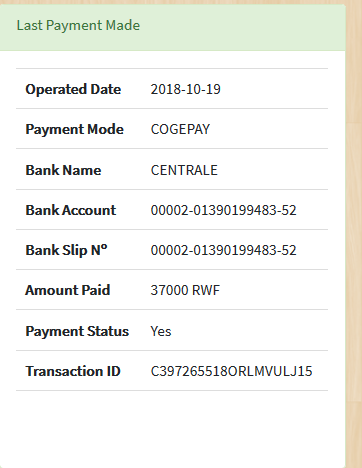 Last Payment Made
Operated Date 2018-10-19
Payment Mode COGEPAY
Bank Name CENTRALE
Bank Account 00002-01390199483-52
Bank Slip N° 00002-01390199483-52
Amount Paid 37000 RWF
Payment Status Yes
Transaction ID C397265518ORLMVULJ15